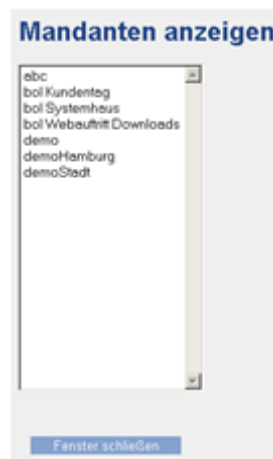 Mandanten anzeigen
abc
bol Kundentag
bol Systemhaus
bol Webauftritt Downloads
demo
demoHamburg
demoStadt
Fenster schließen